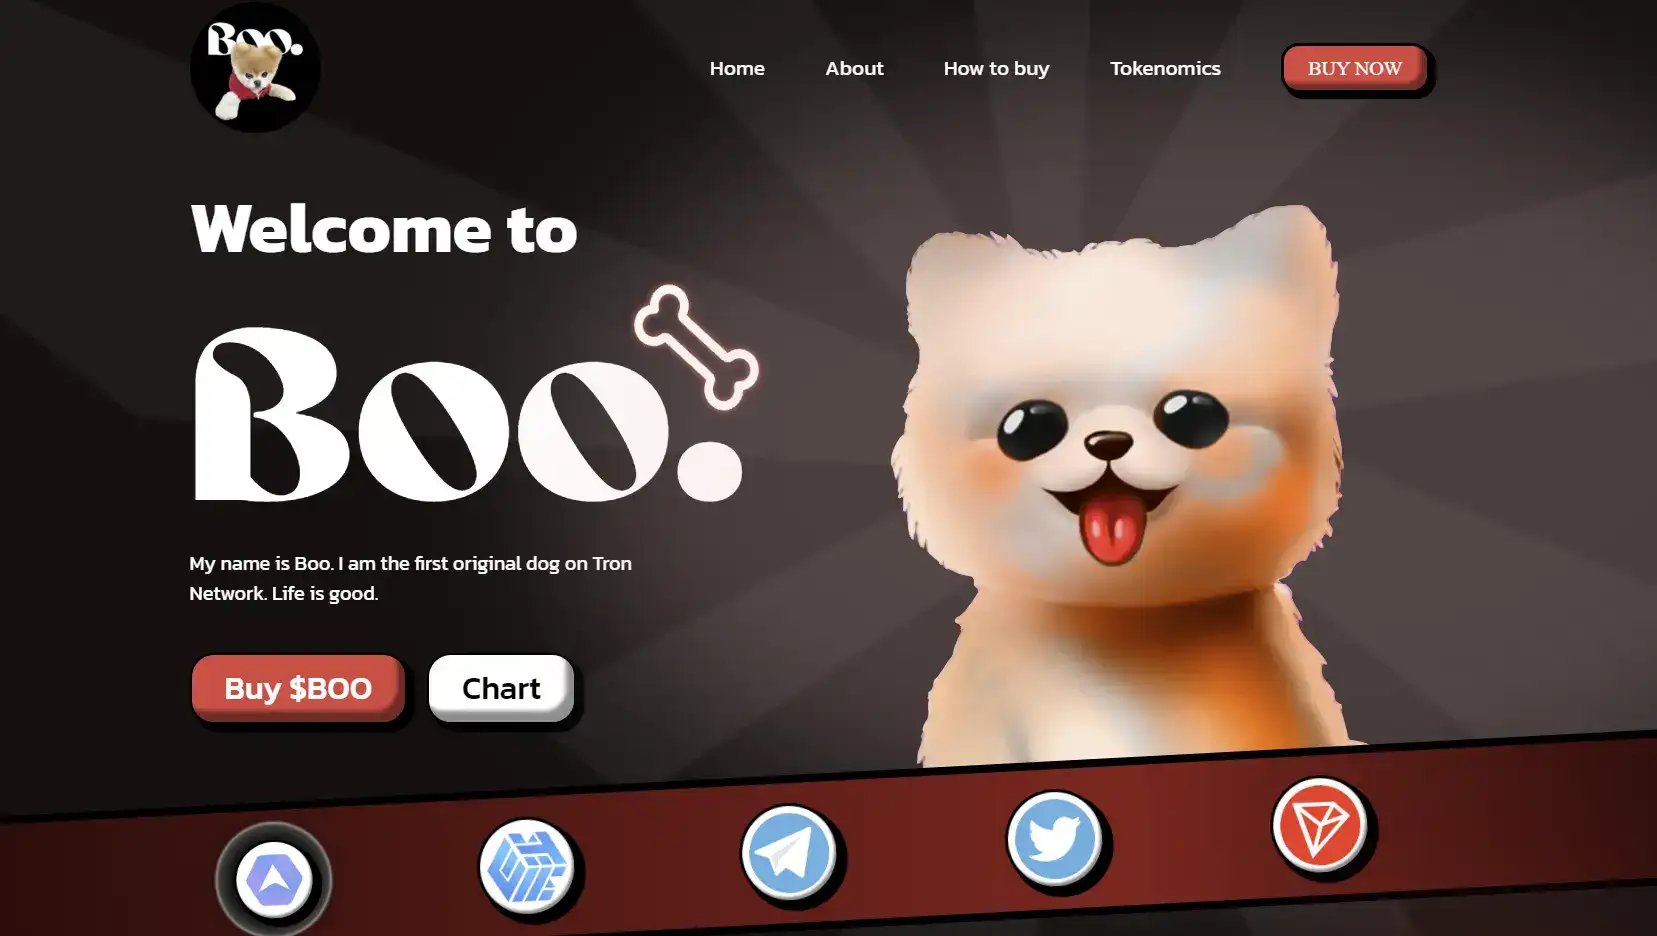 Boo.
Home
About
How to buy
Tokenomics
BUY NOW
Welcome to
Boo.
My name is Boo. I am the first original dog on Tron
Network. Life is good.
Buy $BOO
Chart